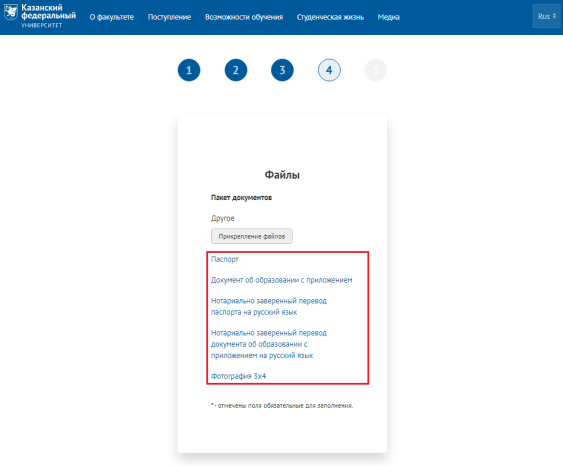 Казанский
федеральный
УНИВЕРСИТЕТ
О факультете Поступление Возможности обучения Студенческая жизнь Медиа
Rus
1 2 3 4 5
Файлы
Пакет документов
Другое
Прикрепление файлов
Паспорт
Документ об образовании с приложением
Нотариально заверенный перевод
паспорта на русский язык
Нотариально заверенный перевод
документа об образовании с
приложением на русский язык
Фотография 3х4
* - отмечены поля обязательные для заполнения.